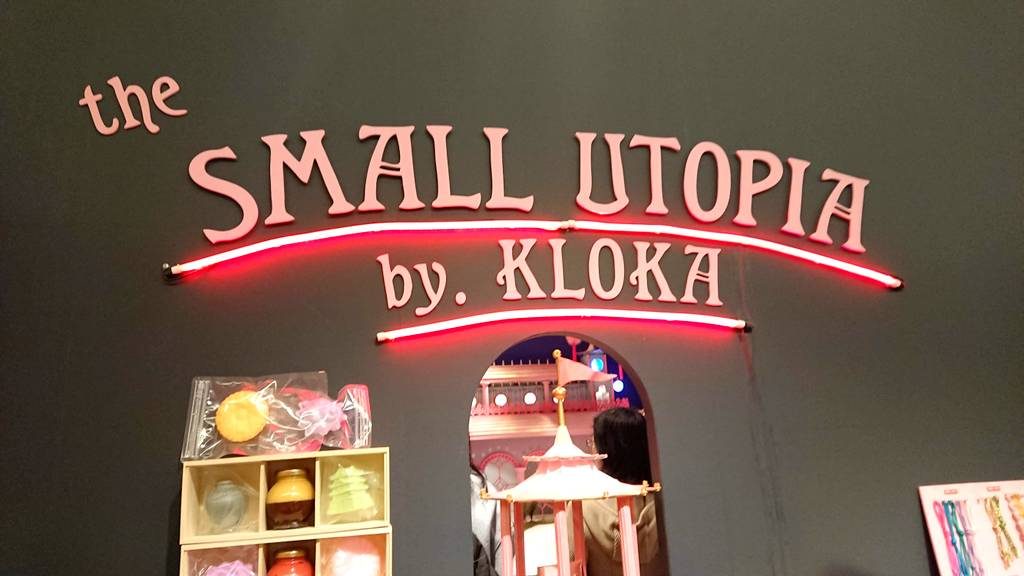 the
SMALL UTOPIA
by. KLOKA